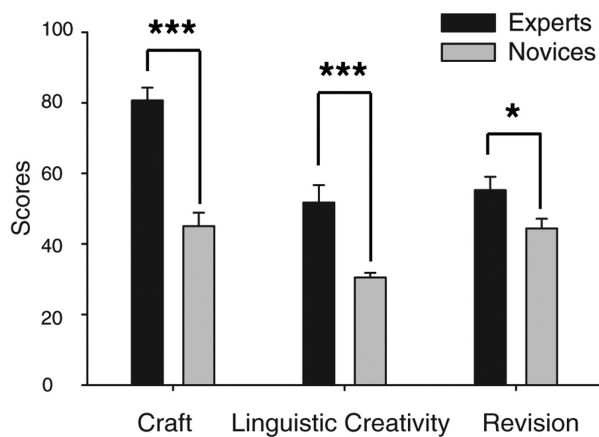 Experts
Novices
***
***
*
Scores
100
80
60
40
20
0
Craft
Linguistic Creativity
Revision